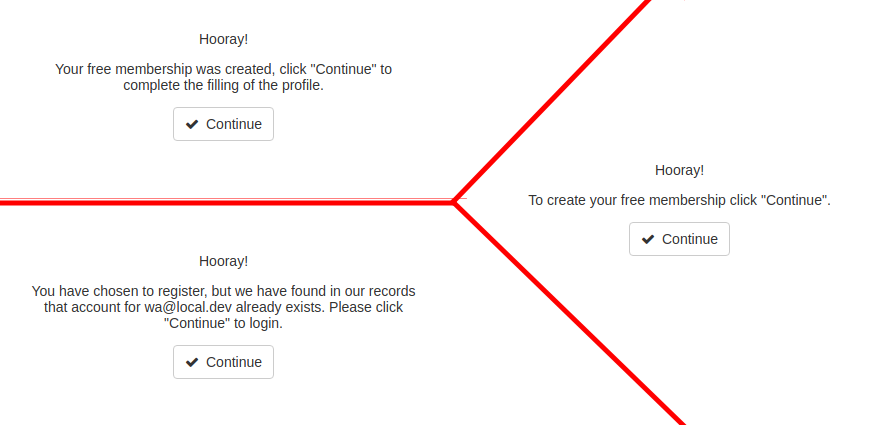 Hooray!
Your free membership was created, click "Continue" to
complete the filling of the profile.
Continue
Hooray!
You have chosen to register, but we have found in our records
that account for wa@local.dev already exists. Please click
"Continue" to login.
Continue
Hooray!
To create your free membership click "Continue".
Continue